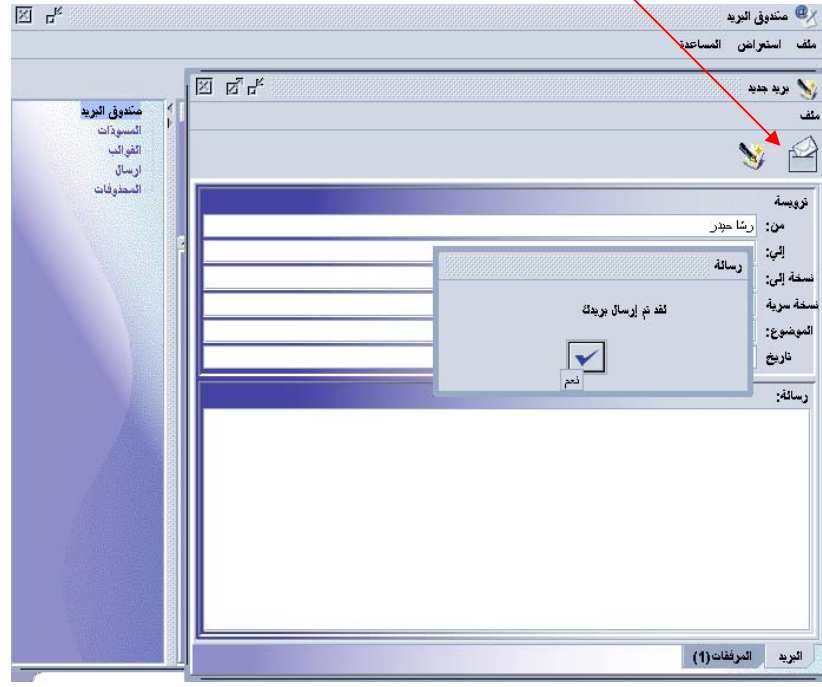 صندوق البريد
ملف استعراض المساعدة
بريد جديد
ملف
صندوق البريد
المسودات
القوالب
ارسال
المحذوفات
ترويسة
من: رشا حيدر
إلي:
نسخة إلى:
نسخة سرية
الموضوع:
تاريخ
رسالة
لقد تم إرسال بريدك
نعم
رسالة:
البريد المرفقات(1)